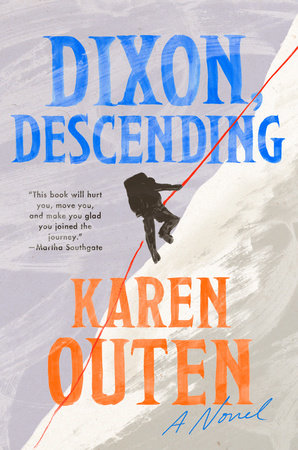 DIXON,
DESCENDING
“This book will hurt
you, move you,
and make you glad
you joined the
journey.”
—Martha Southgate
KAREN
OUTEN
A Novel